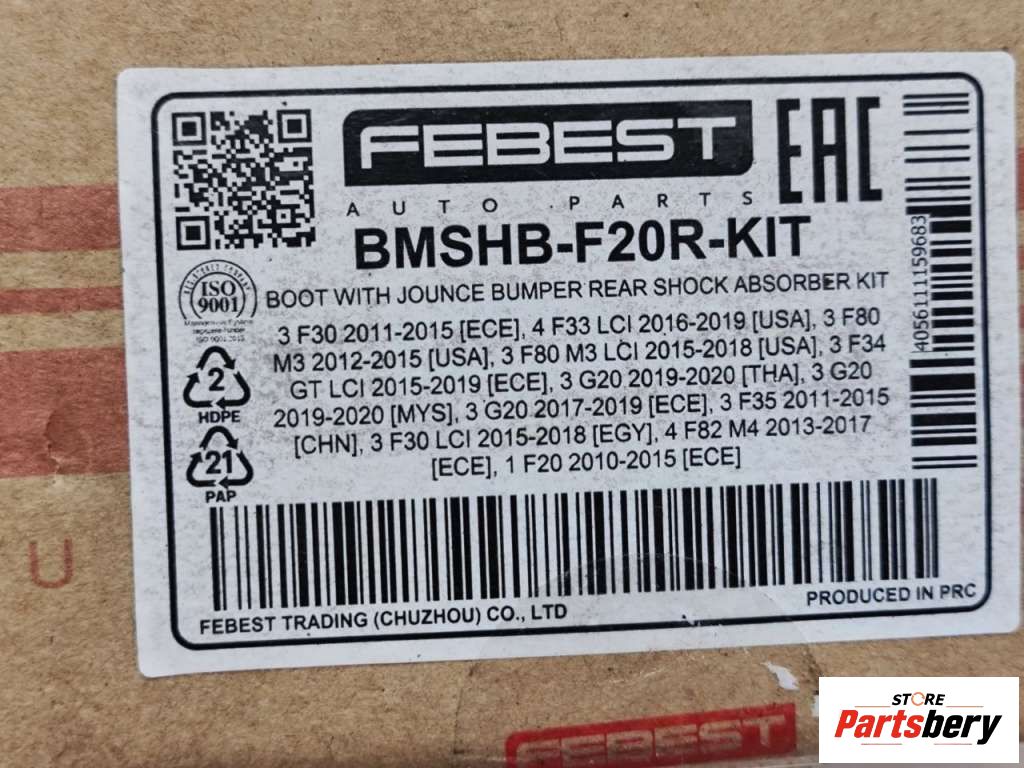 FEBEST
EAC
AUTO PARTS
BMSHB-F20R-KIT
BOOT WITH JOUNCE BUMPER REAR SHOCK ABSORBER KIT
ISO
9001
3 F30 2011-2015 [ECE], 4 F33 LCI 2016-2019 [USA], 3 F80
M3 2012-2015 [USA], 3 F80 M3 LCI 2015-2018 [USA], 3 F34
GT LCI 2015-2019 [ECE], 3 G20 2019-2020 [THA], 3 G20
2019-2020 [MYS], 3 G20 2017-2019 [ECE], 3 F35 2011-2015
[CHN], 3 F30 LCI 2015-2018 [EGY], 4 F82 M4 2013-2017
[ECE], 1 F20 2010-2015 [ECE]
4056111159683
2
HDPE
21
PAP
U
FEBEST TRADING (CHUZHOU) CO., LTD
PRODUCED IN PRC
FEBEST
STORE
Partsbery